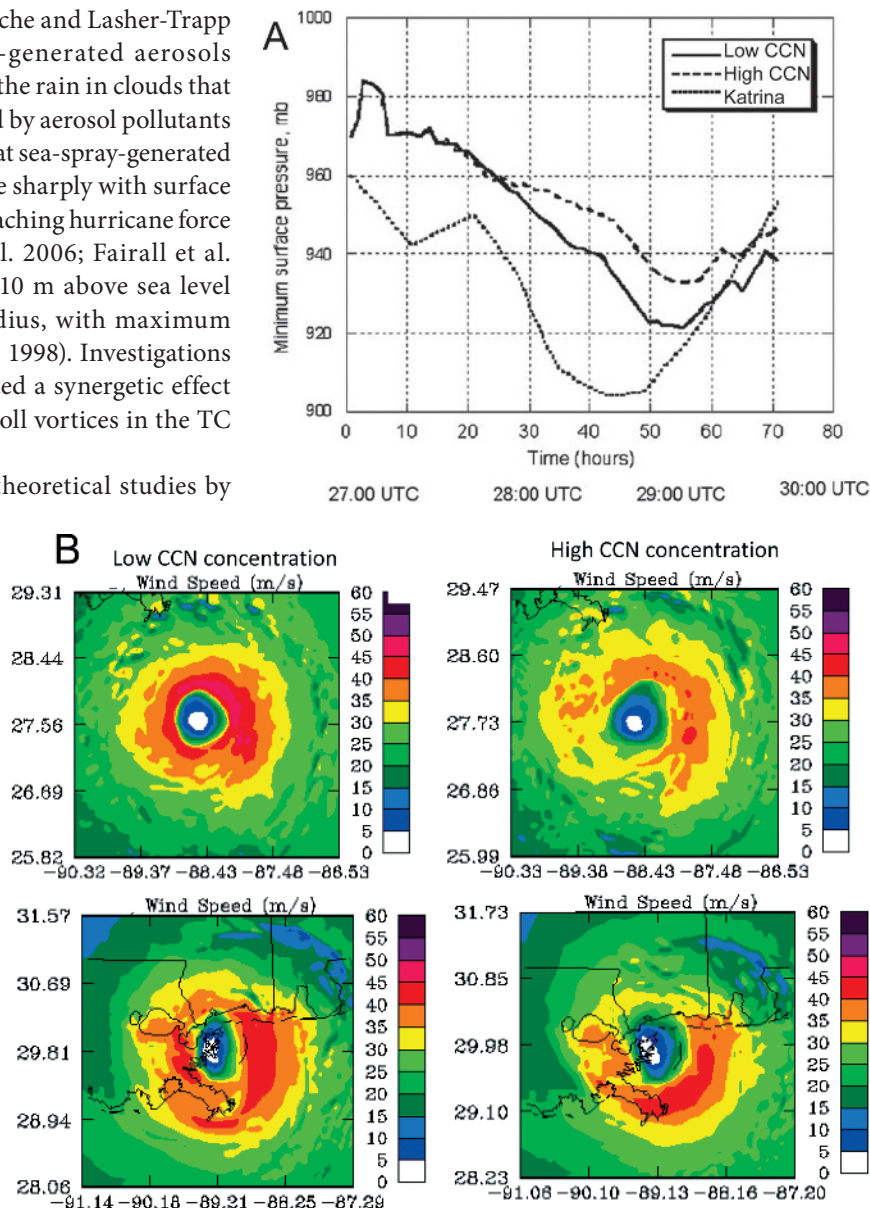 che and Lasher-Trapp
-generated aerosols
the rain in clouds that
d by aerosol pollutants
at sea-spray-generated
e sharply with surface
aching hurricane force
l. 2006; Fairall et al.
10 m above sea level
dius, with maximum
1998). Investigations
ted a synergetic effect
oll vortices in the TC
theoretical studies by
A
1000
980
960
940
920
900
Minimum surface pressure, mb
Low CCN
High CCN
Katrina
0 10 20 30 40 50 60 70 80
Time (hours)
27.00 UTC 28:00 UTC 29:00 UTC 30:00 UTC
B
Low CCN concentration
Wind Speed (m/s)
29.31
28.44
27.56
26.69
25.82
-90.32 -89.37 -88.43 -87.48 -86.53
60
55
50
45
40
35
30
25
20
15
10
5
0
High CCN concentration
Wind Speed (m/s)
29.47
28.60
27.73
26.86
25.99
-90.33 -89.38 -88.43 -87.48 -86.53
60
55
50
45
40
35
30
25
20
15
10
5
0
Wind Speed (m/s)
31.57
30.69
29.81
28.94
28.06
-91.14 -90.18 -89.21 -88.25 -87.29
60
55
50
45
40
35
30
25
20
15
10
5
0
Wind Speed (m/s)
31.73
30.85
29.98
29.10
28.23
-91.06 -90.10 -89.13 -88.16 -87.20
60
55
50
45
40
35
30
25
20
15
10
5
0